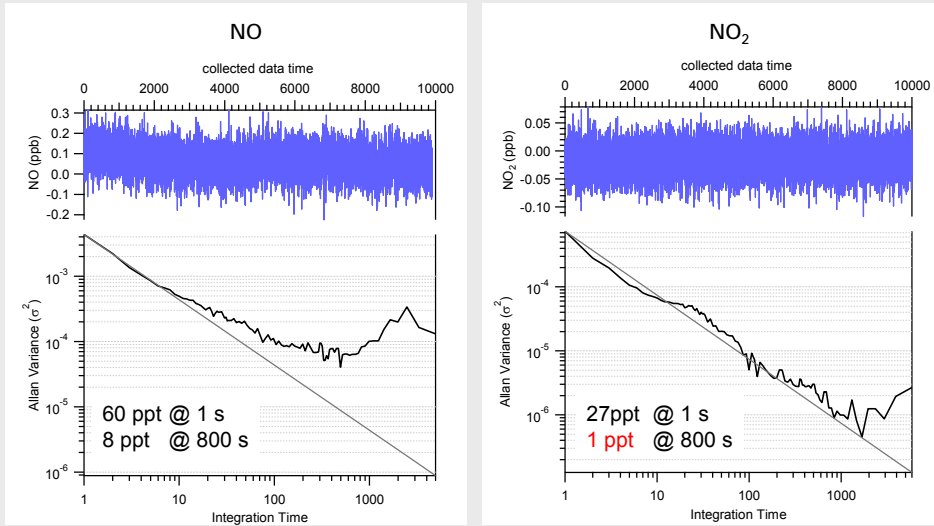 NO
collected data time
0 2000 4000 6000 8000 10000
NO (ppb)
0.3
0.2
0.1
0.0
-0.1
-0.2
Allan Variance (σ²)
10⁻³
10⁻⁴
10⁻⁵
10⁻⁶
60 ppt @ 1 s
8 ppt @ 800 s
1 10 100 1000
Integration Time
NO₂
collected data time
0 2000 4000 6000 8000 10000
NO₂ (ppb)
0.05
0.00
-0.05
-0.10
Allan Variance (σ²)
10⁻⁴
10⁻⁵
10⁻⁶
27ppt @ 1 s
1 ppt @ 800 s
1 10 100 1000
Integration Time